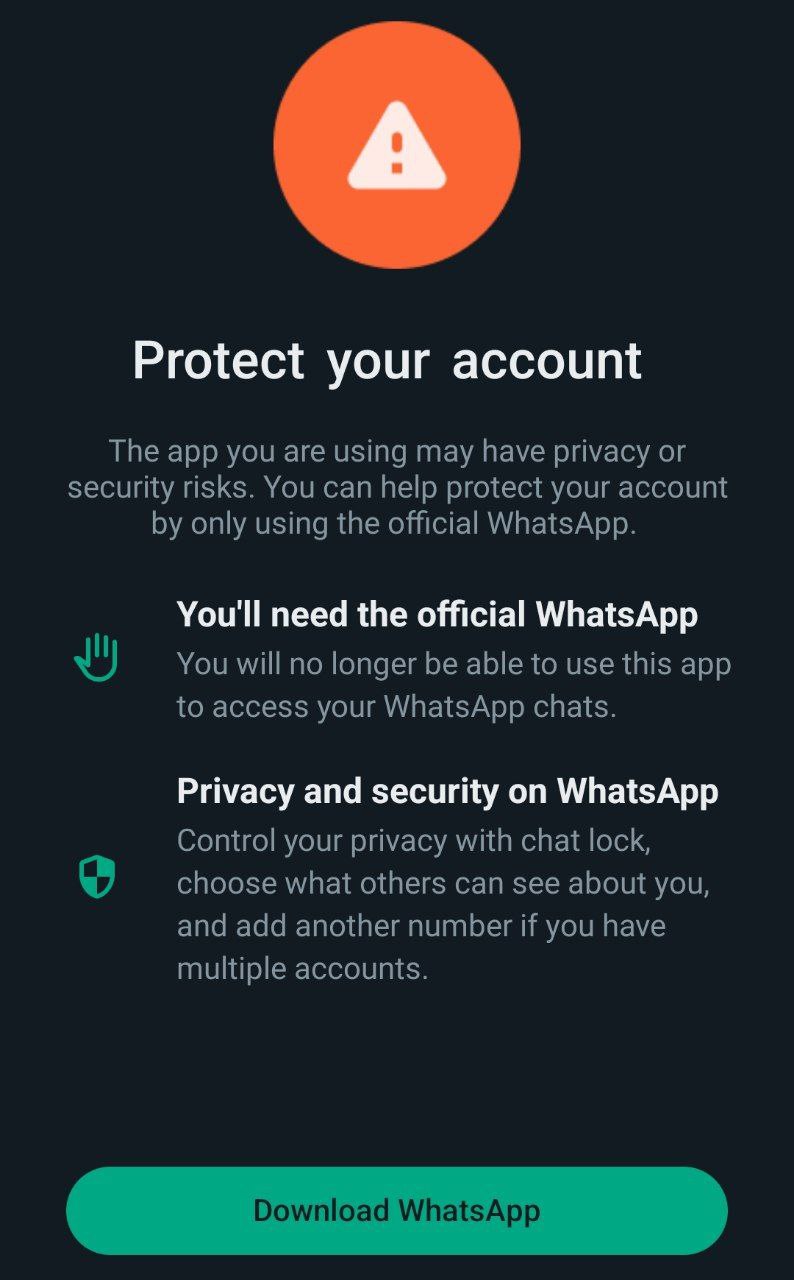 Protect your account
The app you are using may have privacy or
security risks. You can help protect your account
by only using the official WhatsApp.
You'll need the official WhatsApp
You will no longer be able to use this app
to access your WhatsApp chats.
Privacy and security on WhatsApp
Control your privacy with chat lock,
choose what others can see about you,
and add another number if you have
multiple accounts.
Download WhatsApp